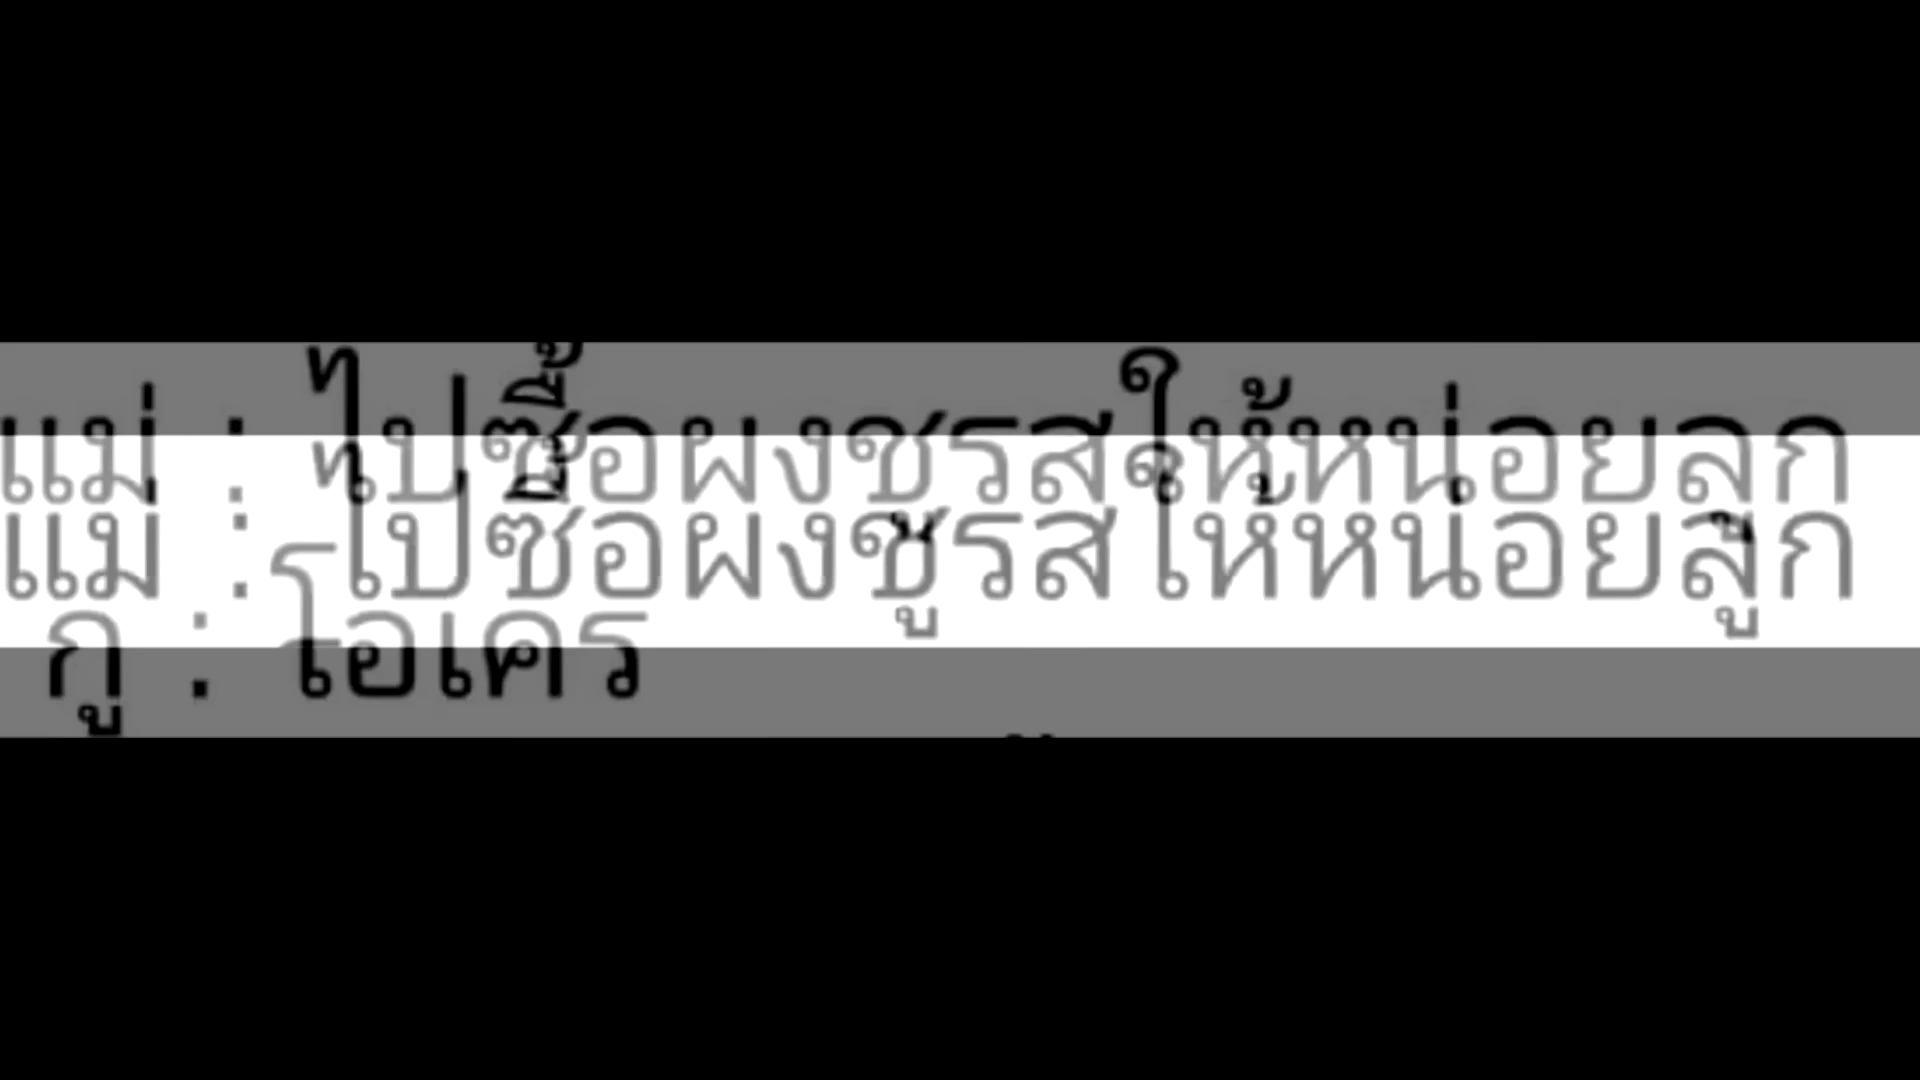 แม่ : ไปซื้อผงชูรสให้หน่อยลูก
แม่ : ไปซื้อผงชูรสให้หน่อยลูก
กู : โอเคร